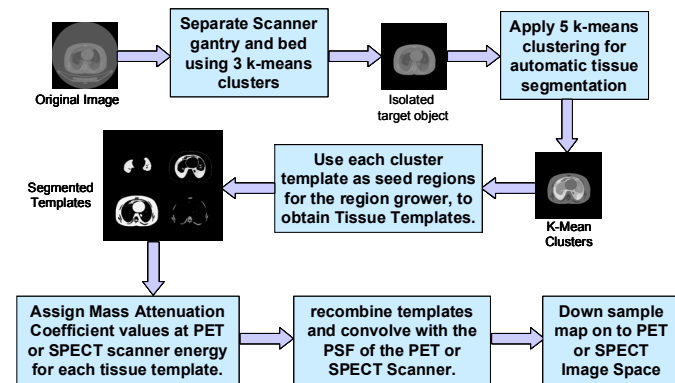 Separate Scanner
gantry and bed
using 3 k-means
clusters
Apply 5 k-means
clustering for
automatic tissue
segmentation
Original Image
Isolated
target object
Use each cluster
template as seed regions
for the region grower, to
obtain Tissue Templates.
Segmented
Templates
K-Mean
Clusters
Assign Mass Attenuation
Coefficient values at PET
or SPECT scanner energy
for each tissue template.
recombine templates
and convolve with the
PSF of the PET or
SPECT Scanner.
Down sample
map on to PET
or SPECT
Image Space